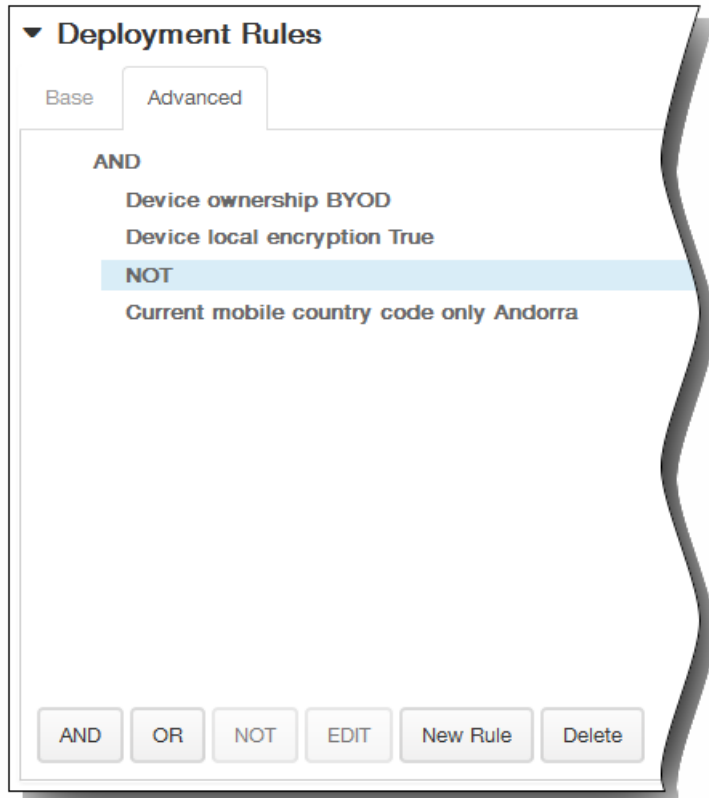 Deployment Rules
Base Advanced
AND
Device ownership BYOD
Device local encryption True
NOT
Current mobile country code only Andorra
AND OR NOT EDIT New Rule Delete